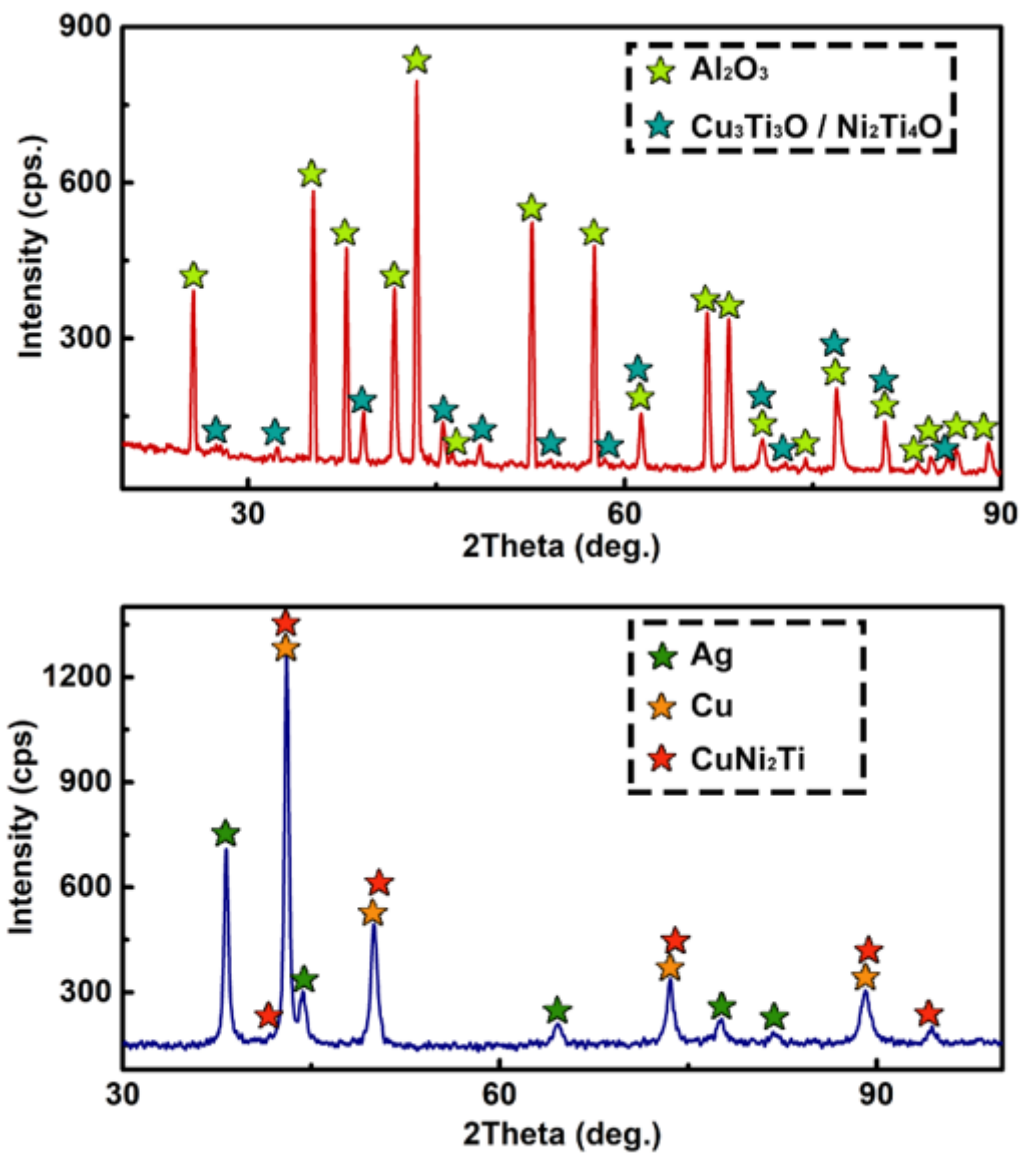 900
600
300
Intensity (cps.)
Al₂O₃
Cu₃Ti₃O / Ni₂Ti₄O
30
60
90
2Theta (deg.)
1200
900
600
300
Intensity (cps)
Ag
Cu
CuNi₂Ti
30
60
90
2Theta (deg.)